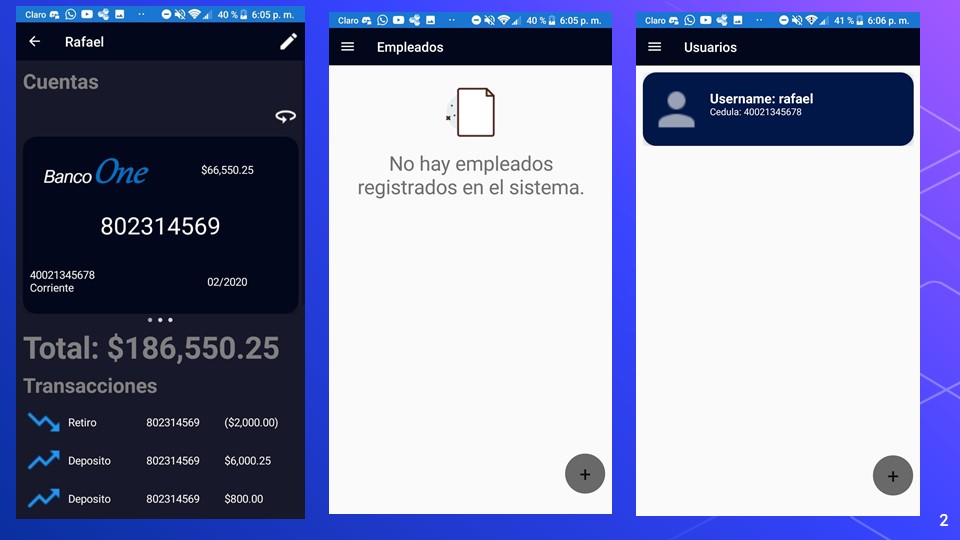 Claro 40 % 6:05 p. m.
Rafael
Cuentas
Banco One $66,550.25
802314569
40021345678
Corriente
02/2020
Total: $186,550.25
Transacciones
Retiro 802314569 ($2,000.00)
Deposito 802314569 $6,000.25
Deposito 802314569 $800.00
Claro 40 % 6:05 p. m.
Empleados
No hay empleados
registrados en el sistema.
+
Claro 41 % 6:06 p. m.
Usuarios
Username: rafael
Cedula: 40021345678
+
2